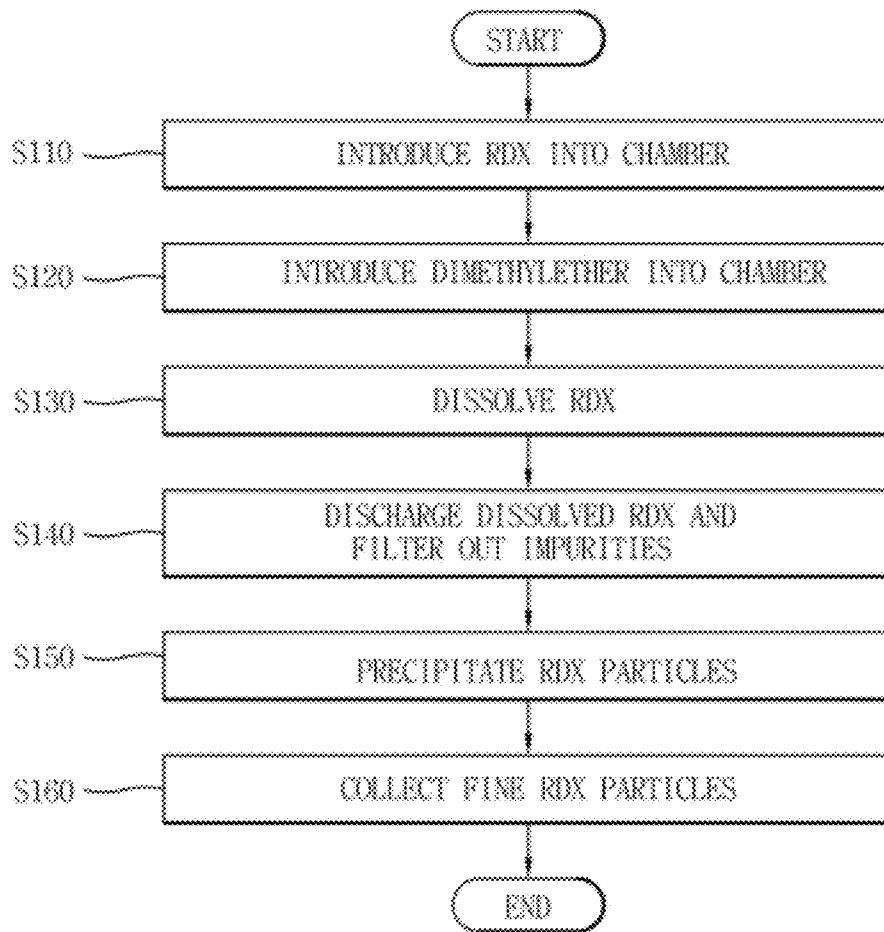 START
S110
INTRODUCE RDX INTO CHAMBER
S120
INTRODUCE DIMETHYLETHER INTO CHAMBER
S130
DISSOLVE RDX
S140
DISCHARGE DISSOLVED RDX AND
FILTER OUT IMPURITIES
S150
PRECIPITATE RDX PARTICLES
S160
COLLECT FINE RDX PARTICLES
END